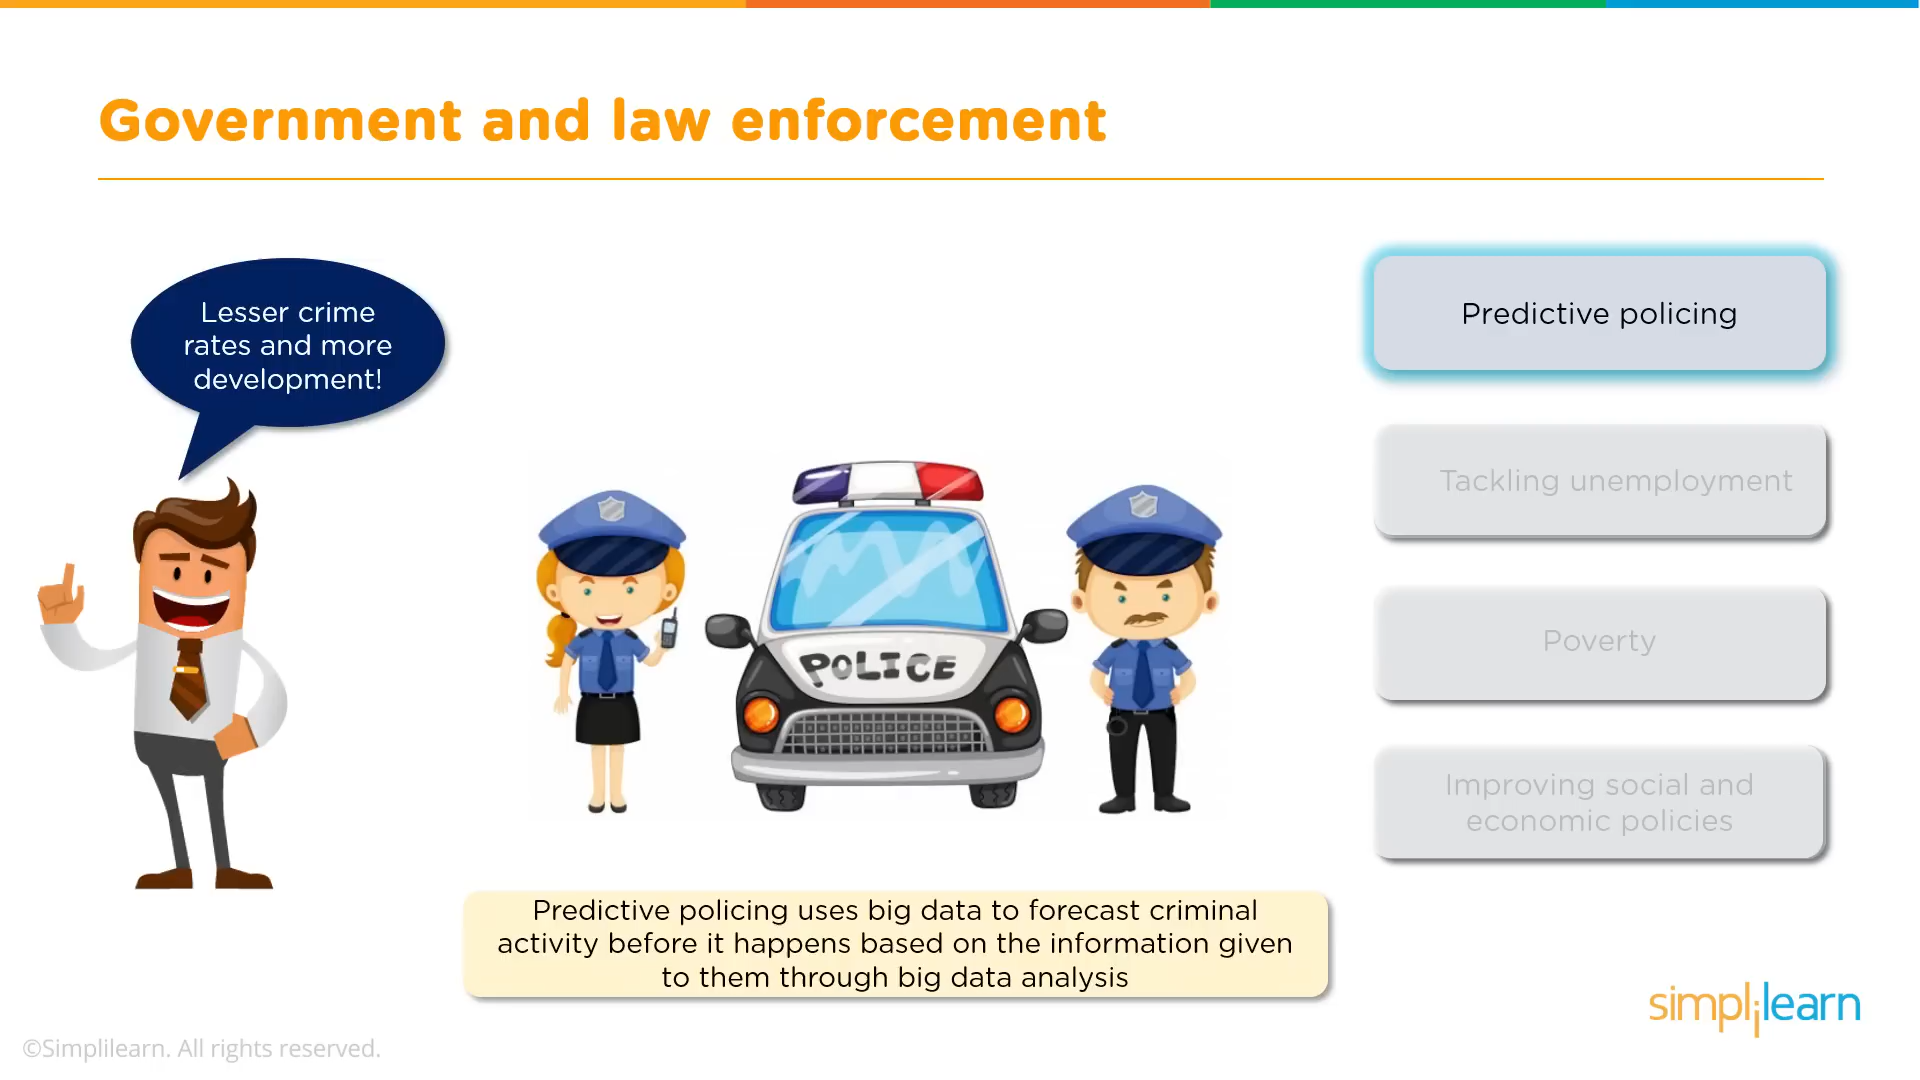 Government and law enforcement
Lesser crime
rates and more
development!
POLICE
Predictive policing
Tackling unemployment
Poverty
Improving social and
economic policies
Predictive policing uses big data to forecast criminal
activity before it happens based on the information given
to them through big data analysis
simplilearn
©Simplilearn. All rights reserved.